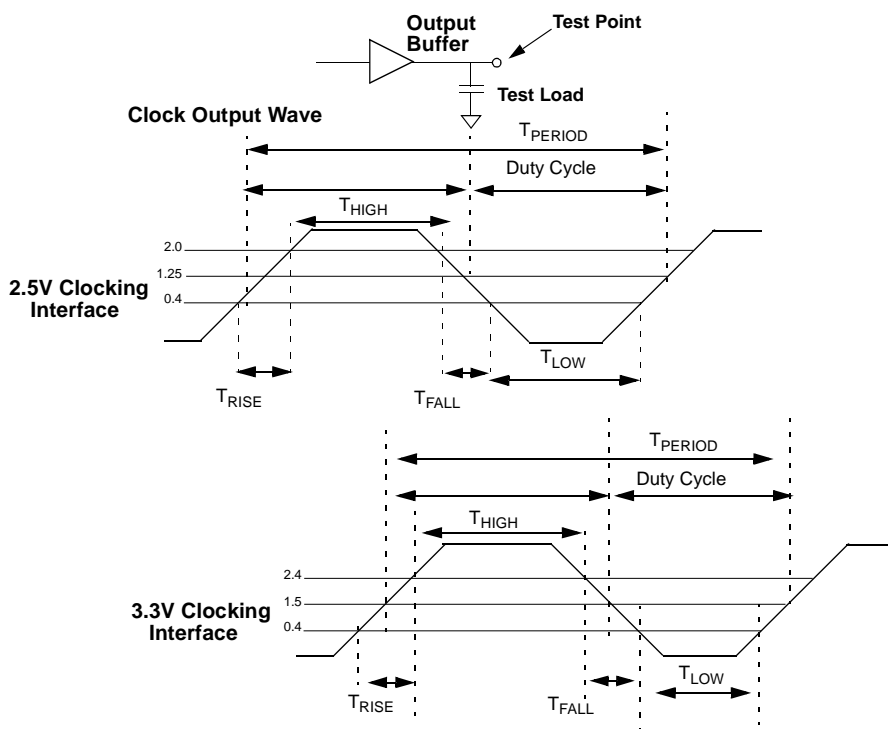 Output
Buffer
Test Point
Test Load
Clock Output Wave
TPERIOD
Duty Cycle
THIGH
2.0
1.25
0.4
2.5V Clocking
Interface
TLOW
TRISE
TFALL
TPERIOD
Duty Cycle
THIGH
2.4
1.5
0.4
3.3V Clocking
Interface
TLOW
TRISE
TFALL